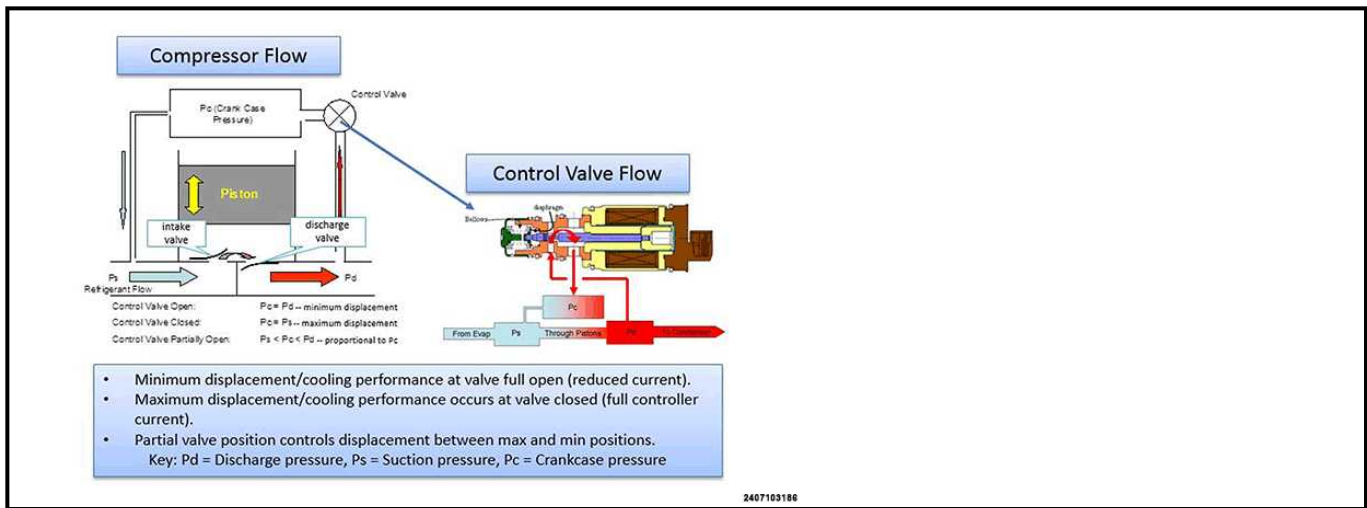 Compressor Flow
Control Valve
Pc (Crank Case
Pressure)
Piston
intake
valve
discharge
valve
Ps
Pd
Refrigerant Flow
Control Valve Open: Pc = Pd -- minimum displacement
Control Valve Closed: Pc = Ps -- maximum displacement
Control Valve Partially Open: Ps < Pc < Pd -- proportional to Pc
Control Valve Flow
Bellows
diaphragm
Pc
From Evap
Ps
Through Pistons
Pd
To Condenser
• Minimum displacement/cooling performance at valve full open (reduced current).
• Maximum displacement/cooling performance occurs at valve closed (full controller
current).
• Partial valve position controls displacement between max and min positions.
Key: Pd = Discharge pressure, Ps = Suction pressure, Pc = Crankcase pressure
2407103186